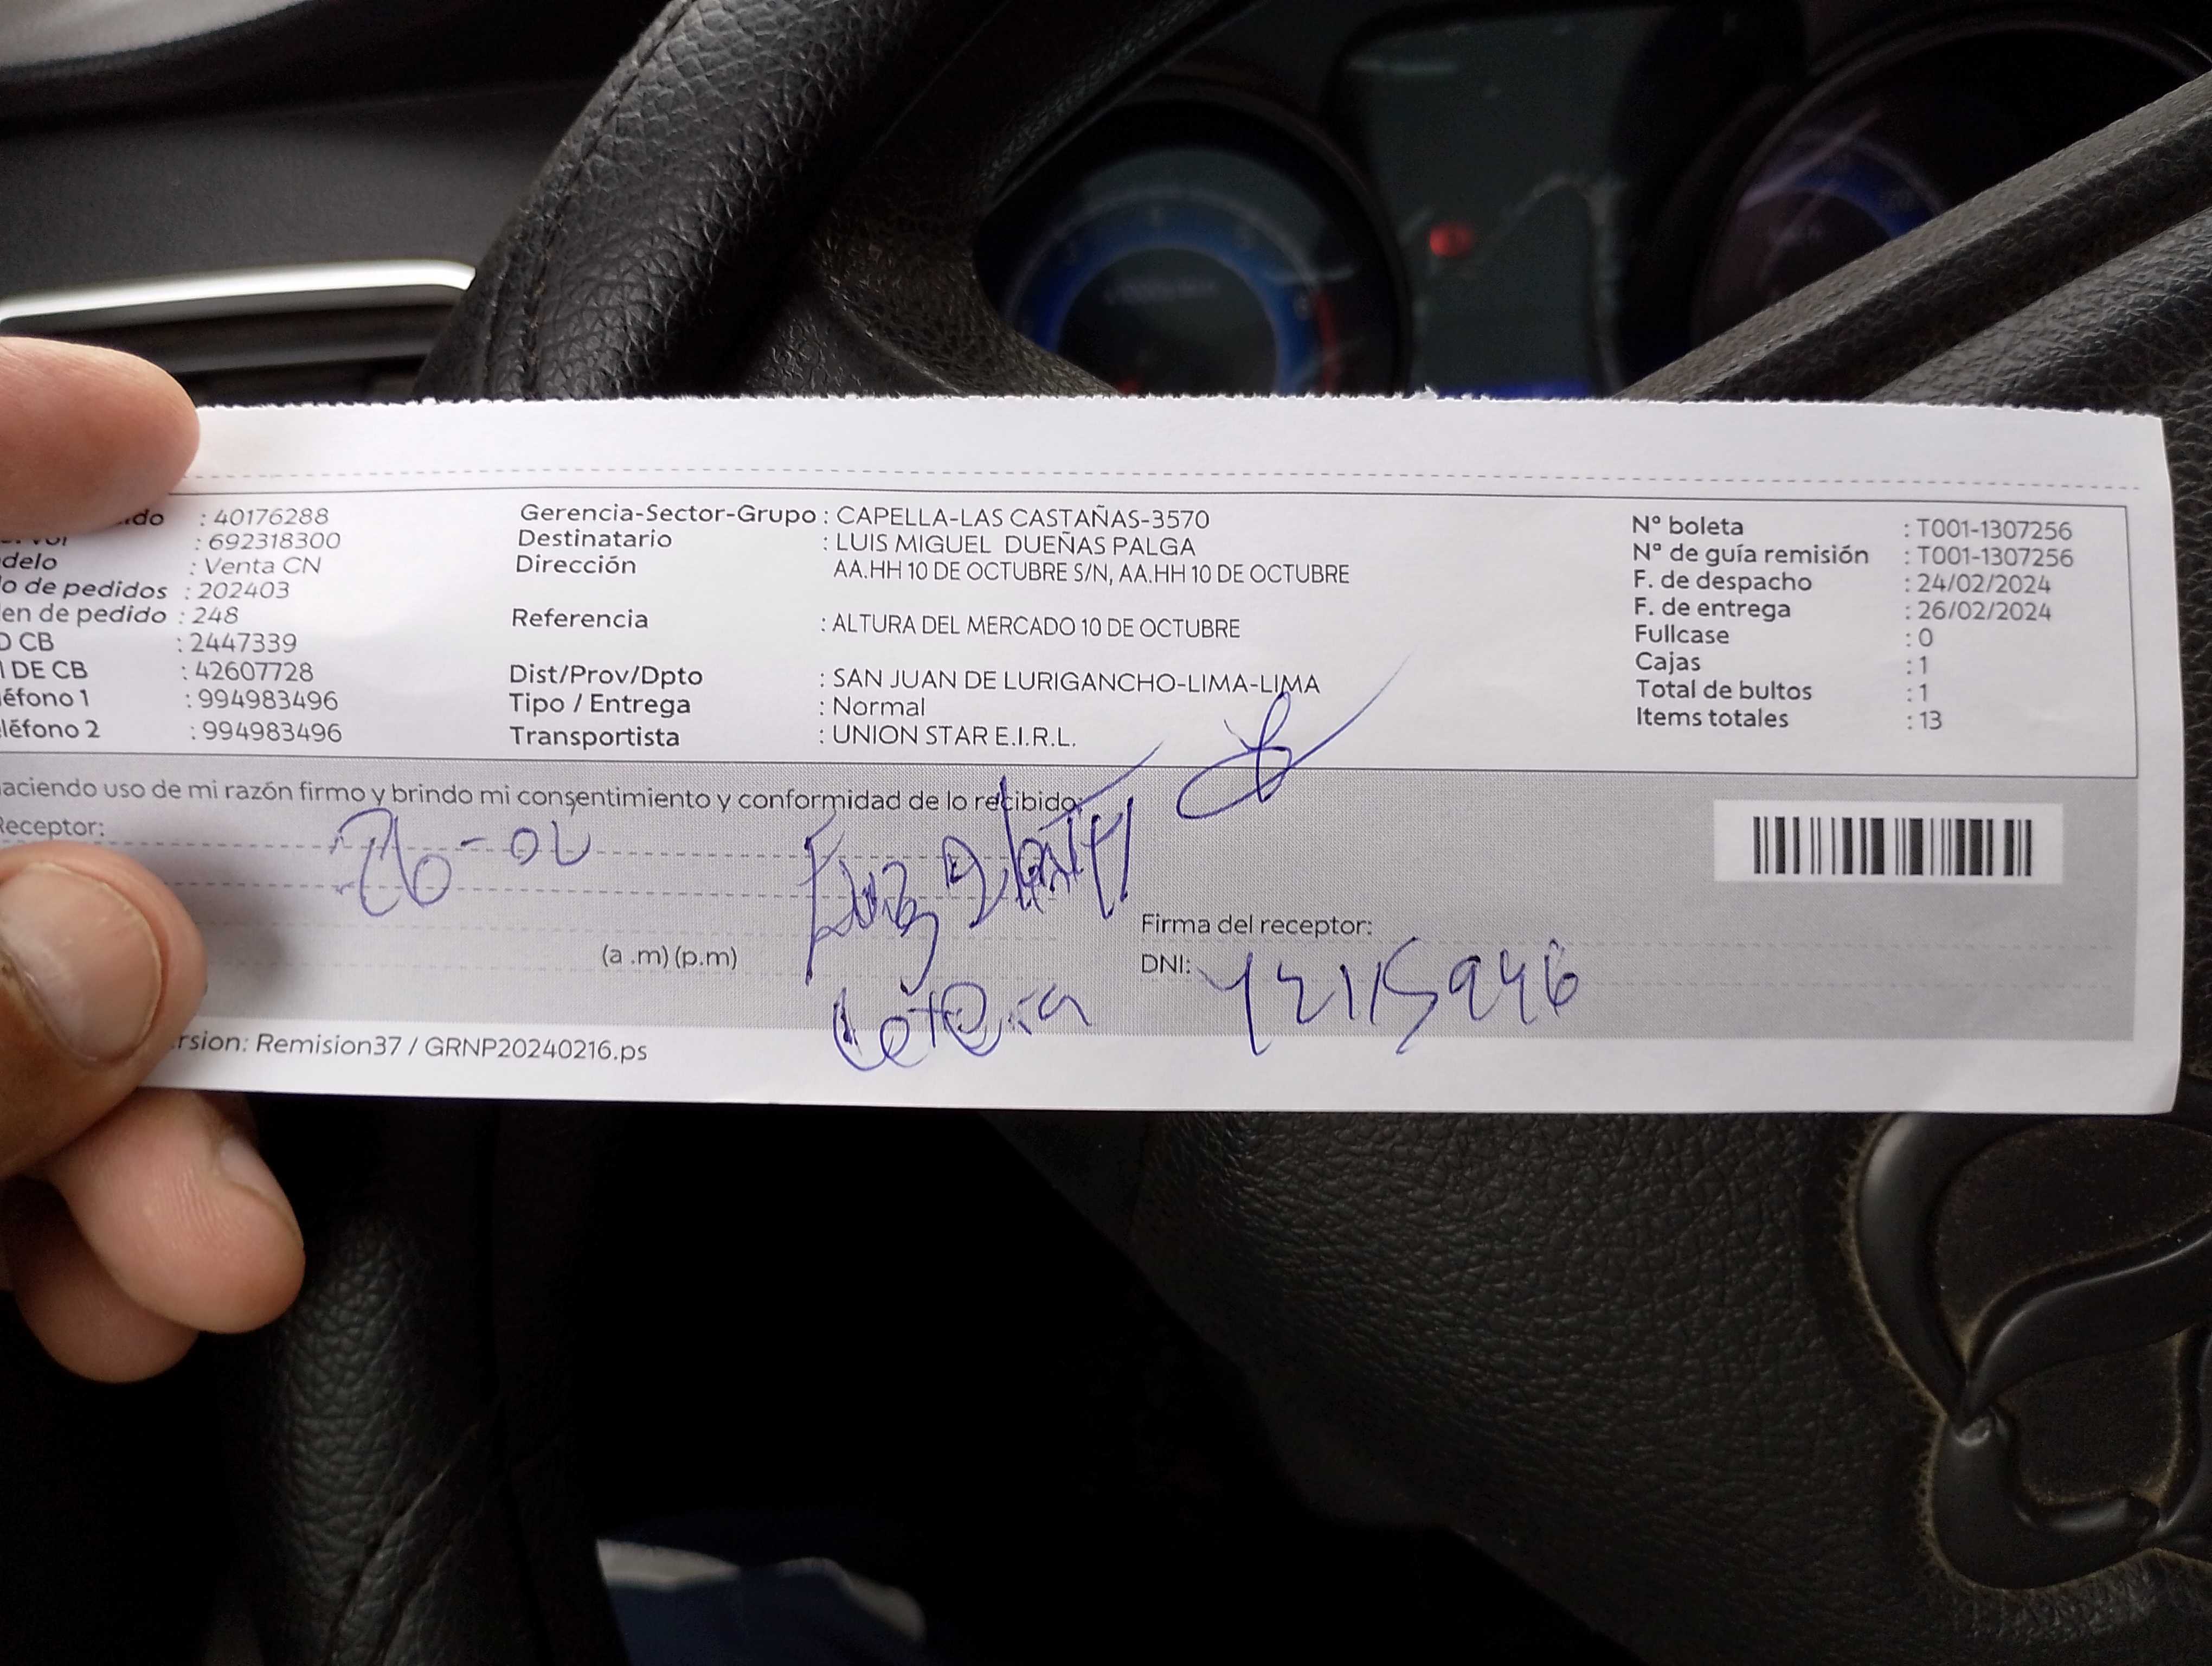 ido : 40176288
: 692318300
delo : Venta CN
o de pedidos : 202403
en de pedido : 248
D CB : 2447339
I DE CB : 42607728
léfono 1 : 994983496
léfono 2 : 994983496
Gerencia-Sector-Grupo : CAPELLA-LAS CASTAÑAS-3570
Destinatario : LUIS MIGUEL DUEÑAS PALGA
Dirección AA.HH 10 DE OCTUBRE S/N, AA.HH 10 DE OCTUBRE
Referencia : ALTURA DEL MERCADO 10 DE OCTUBRE
Dist/Prov/Dpto : SAN JUAN DE LURIGANCHO-LIMA-LIMA
Tipo / Entrega : Normal
Transportista : UNION STAR E.I.R.L.
N° boleta : T001-1307256
N° de guía remisión : T001-1307256
F. de despacho : 24/02/2024
F. de entrega : 26/02/2024
Fullcase : 0
Cajas : 1
Total de bultos : 1
Items totales : 13
aciendo uso de mi razón firmo y brindo mi consentimiento y conformidad de lo recibido:
Receptor:
26-02
Firma del receptor:
(a .m) (p.m)
DNI: 42115946
rsion: Remision37 / GRNP20240216.ps